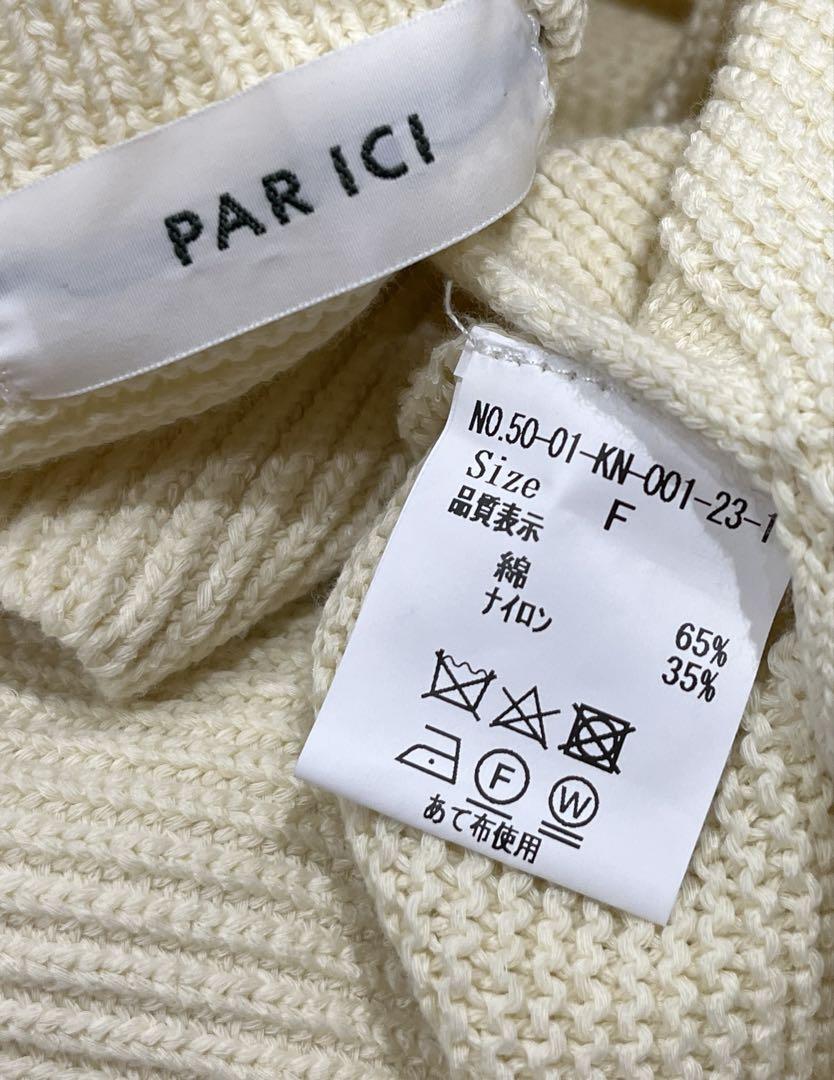 PAR ICI
NO.50-01-KN-001-23-1
Size F
品質表示
綿 65%
ナイロン 35%
F W
あて布使用